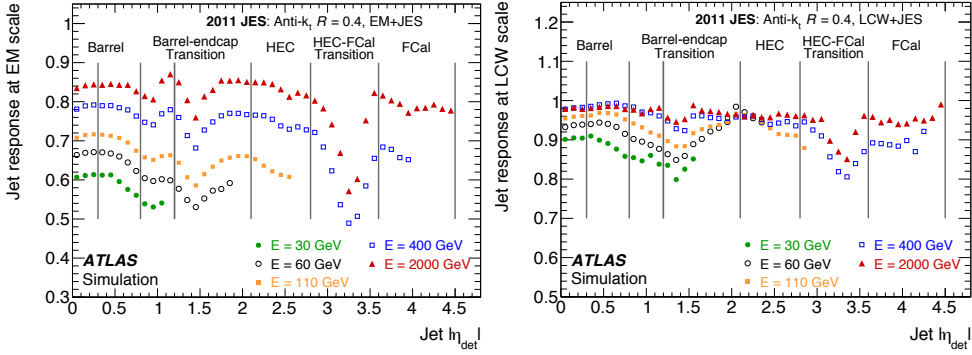 2011 JES: Anti-kt R = 0.4, EM+JES
Barrel
Barrel-endcap
Transition
HEC
HEC-FCal
Transition
FCal
Jet response at EM scale
1
0.9
0.8
0.7
0.6
0.5
0.4
0.3
ATLAS
Simulation
E = 30 GeV
E = 60 GeV
E = 110 GeV
E = 400 GeV
E = 2000 GeV
0 0.5 1 1.5 2 2.5 3 3.5 4 4.5
Jet |ηdet|
2011 JES: Anti-kt R = 0.4, LCW+JES
Barrel
Barrel-endcap
Transition
HEC
HEC-FCal
Transition
FCal
Jet response at LCW scale
1.2
1.1
1
0.9
0.8
0.7
0.6
0.5
ATLAS
Simulation
E = 30 GeV
E = 60 GeV
E = 110 GeV
E = 400 GeV
E = 2000 GeV
0 0.5 1 1.5 2 2.5 3 3.5 4 4.5
Jet |ηdet|